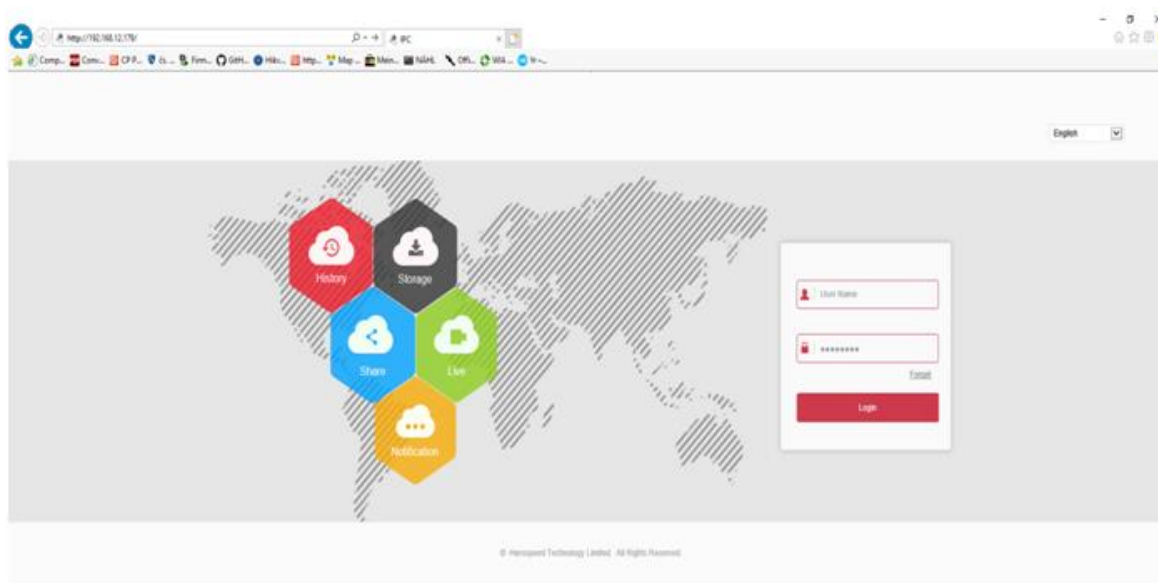 http://192.168.12.179/
IPC
English
History
Storage
Share
Live
Notification
User Name
Forget
Login
© Herospeed Technology Limited. All Rights Reserved.